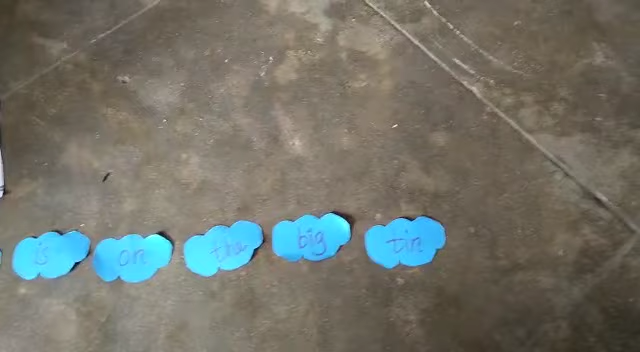 is on the big tin